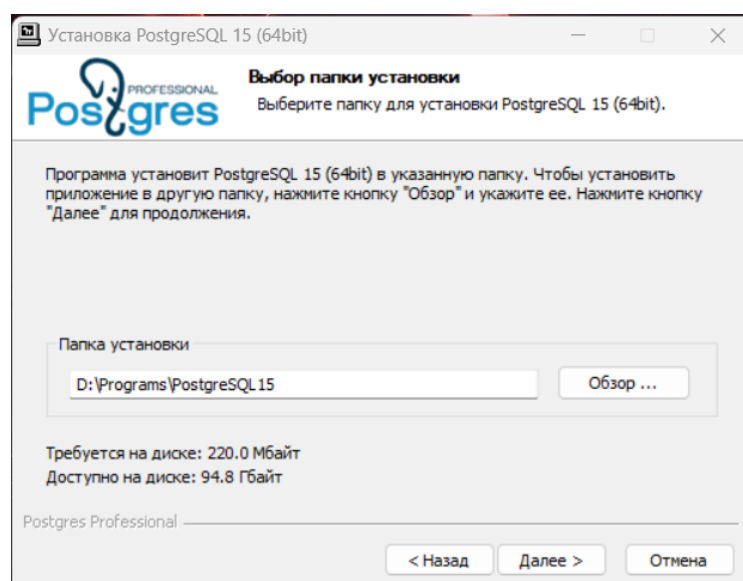 Установка PostgreSQL 15 (64bit)
PROFESSIONAL
Postgres
Выбор папки установки
Выберите папку для установки PostgreSQL 15 (64bit).
Программа установит PostgreSQL 15 (64bit) в указанную папку. Чтобы установить
приложение в другую папку, нажмите кнопку "Обзор" и укажите ее. Нажмите кнопку
"Далее" для продолжения.
Папка установки
D:\Programs\PostgreSQL15
Обзор ...
Требуется на диске: 220.0 Мбайт
Доступно на диске: 94.8 Гбайт
Postgres Professional
< Назад
Далее >
Отмена